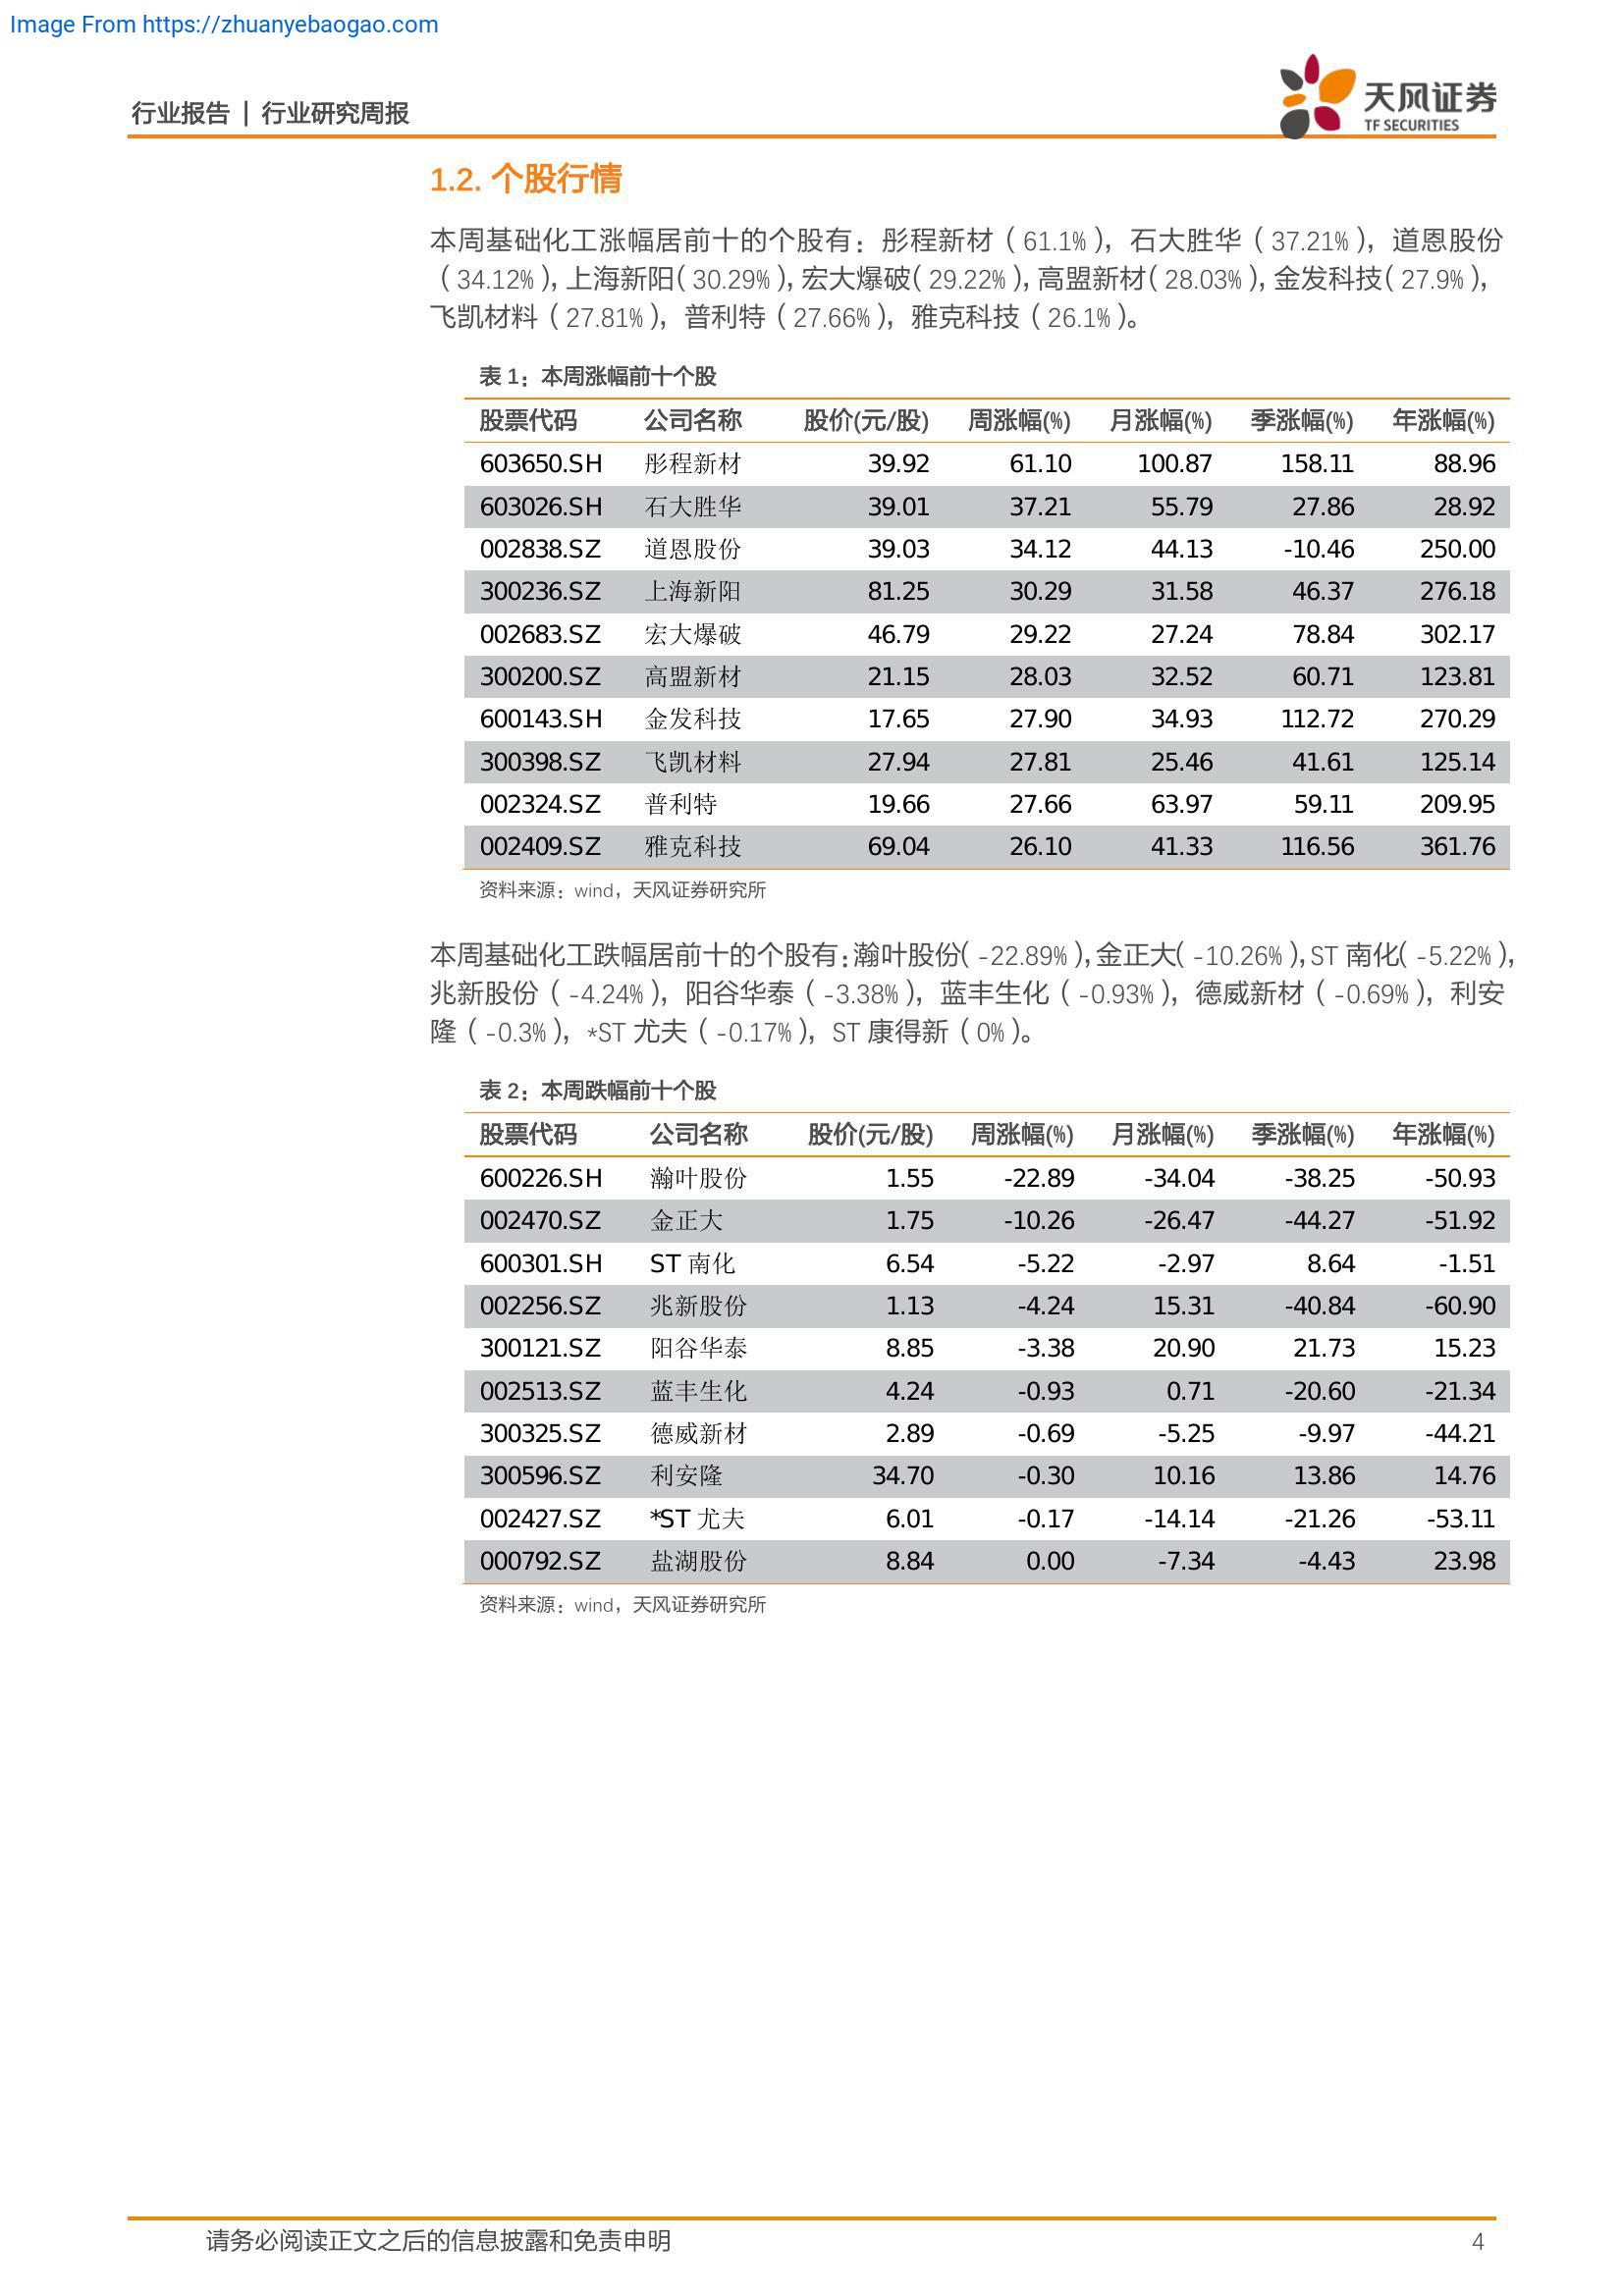 Image From https://zhuanyebaogao.com
行业报告 | 行业研究周报
天风证券
TF SECURITIES
1.2. 个股行情
本周基础化工涨幅居前十的个股有：彤程新材（61.1%），石大胜华（37.21%），道恩股份
（34.12%），上海新阳（30.29%），宏大爆破（29.22%），高盟新材（28.03%），金发科技（27.9%），
飞凯材料（27.81%），普利特（27.66%），雅克科技（26.1%）。
表 1：本周涨幅前十个股
股票代码 公司名称 股价(元/股) 周涨幅(%) 月涨幅(%) 季涨幅(%) 年涨幅(%)
603650.SH 彤程新材 39.92 61.10 100.87 158.11 88.96
603026.SH 石大胜华 39.01 37.21 55.79 27.86 28.92
002838.SZ 道恩股份 39.03 34.12 44.13 -10.46 250.00
300236.SZ 上海新阳 81.25 30.29 31.58 46.37 276.18
002683.SZ 宏大爆破 46.79 29.22 27.24 78.84 302.17
300200.SZ 高盟新材 21.15 28.03 32.52 60.71 123.81
600143.SH 金发科技 17.65 27.90 34.93 112.72 270.29
300398.SZ 飞凯材料 27.94 27.81 25.46 41.61 125.14
002324.SZ 普利特 19.66 27.66 63.97 59.11 209.95
002409.SZ 雅克科技 69.04 26.10 41.33 116.56 361.76
资料来源：wind，天风证券研究所
本周基础化工跌幅居前十的个股有：瀚叶股份（-22.89%），金正大（-10.26%），ST 南化（-5.22%），
兆新股份（-4.24%），阳谷华泰（-3.38%），蓝丰生化（-0.93%），德威新材（-0.69%），利安
隆（-0.3%），*ST 尤夫（-0.17%），ST 康得新（0%）。
表 2：本周跌幅前十个股
股票代码 公司名称 股价(元/股) 周涨幅(%) 月涨幅(%) 季涨幅(%) 年涨幅(%)
600226.SH 瀚叶股份 1.55 -22.89 -34.04 -38.25 -50.93
002470.SZ 金正大 1.75 -10.26 -26.47 -44.27 -51.92
600301.SH ST 南化 6.54 -5.22 -2.97 8.64 -1.51
002256.SZ 兆新股份 1.13 -4.24 15.31 -40.84 -60.90
300121.SZ 阳谷华泰 8.85 -3.38 20.90 21.73 15.23
002513.SZ 蓝丰生化 4.24 -0.93 0.71 -20.60 -21.34
300325.SZ 德威新材 2.89 -0.69 -5.25 -9.97 -44.21
300596.SZ 利安隆 34.70 -0.30 10.16 13.86 14.76
002427.SZ *ST 尤夫 6.01 -0.17 -14.14 -21.26 -53.11
000792.SZ 盐湖股份 8.84 0.00 -7.34 -4.43 23.98
资料来源：wind，天风证券研究所
请务必阅读正文之后的信息披露和免责申明 4